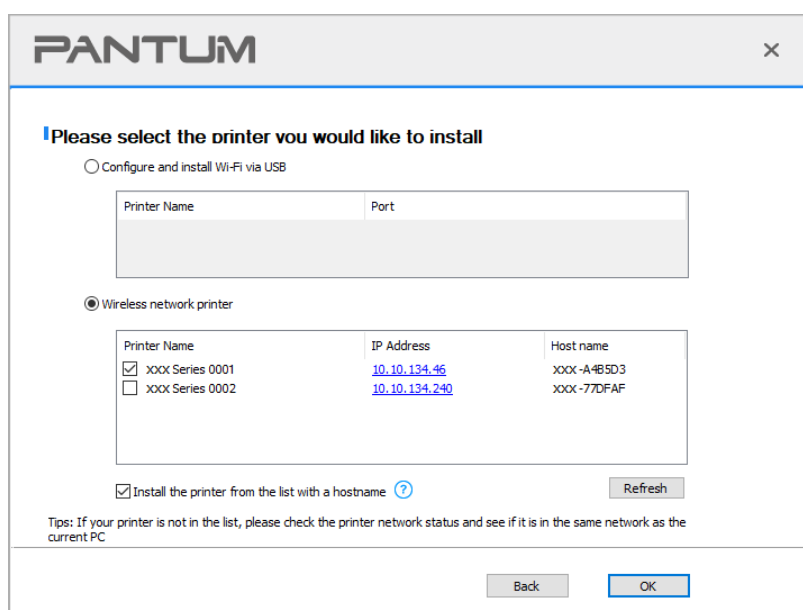 PANTUM
Please select the printer you would like to install
Configure and install Wi-Fi via USB
Printer Name Port
Wireless network printer
Printer Name IP Address Host name
XXX Series 0001 10.10.134.46 XXX-A4B5D3
XXX Series 0002 10.10.134.240 XXX-77DFAF
Install the printer from the list with a hostname ?
Refresh
Tips: If your printer is not in the list, please check the printer network status and see if it is in the same network as the
current PC
Back OK